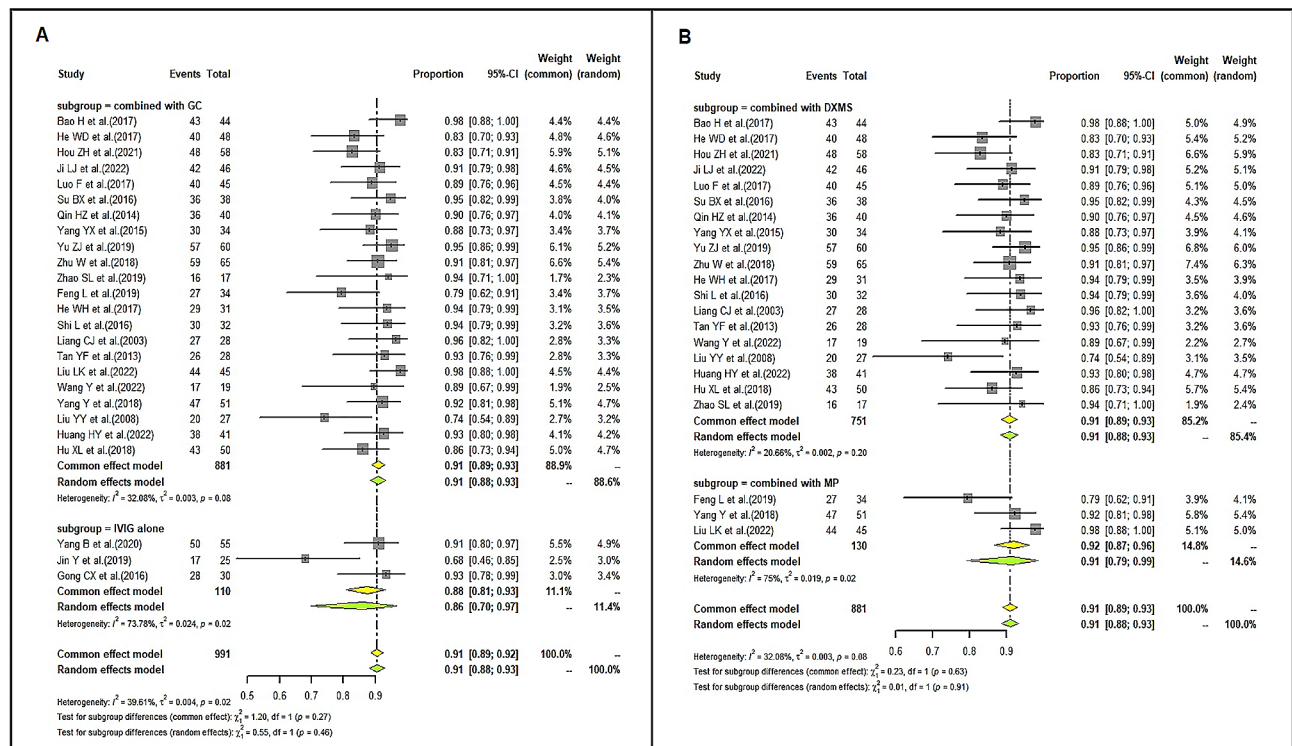 A
Weight Weight
Study Events Total Proportion 95%-CI (common) (random)
subgroup = combined with GC
Bao H et al.(2017) 43 44 0.98 [0.88; 1.00] 4.4% 4.4%
He WD et al.(2017) 40 48 0.83 [0.70; 0.93] 4.8% 4.6%
Hou ZH et al.(2021) 48 58 0.83 [0.71; 0.91] 5.9% 5.1%
Ji LJ et al.(2022) 42 46 0.91 [0.79; 0.98] 4.6% 4.5%
Luo F et al.(2017) 40 45 0.89 [0.76; 0.96] 4.5% 4.4%
Su BX et al.(2016) 36 38 0.95 [0.82; 0.99] 3.8% 4.0%
Qin HZ et al.(2014) 36 40 0.90 [0.76; 0.97] 4.0% 4.1%
Yang YX et al.(2015) 30 34 0.88 [0.73; 0.97] 3.4% 3.7%
Yu ZJ et al.(2019) 57 60 0.95 [0.86; 0.99] 6.1% 5.2%
Zhu W et al.(2018) 59 65 0.91 [0.81; 0.97] 6.6% 5.4%
Zhao SL et al.(2019) 16 17 0.94 [0.71; 1.00] 1.7% 2.3%
Feng L et al.(2019) 27 34 0.79 [0.62; 0.91] 3.4% 3.7%
He WH et al.(2017) 29 31 0.94 [0.79; 0.99] 3.1% 3.5%
Shi L et al.(2016) 30 32 0.94 [0.79; 0.99] 3.2% 3.6%
Liang CJ et al.(2003) 27 28 0.96 [0.82; 1.00] 2.8% 3.3%
Tan YF et al.(2013) 26 28 0.93 [0.76; 0.99] 2.8% 3.3%
Liu LK et al.(2022) 44 45 0.98 [0.88; 1.00] 4.5% 4.4%
Wang Y et al.(2022) 17 19 0.89 [0.67; 0.99] 1.9% 2.5%
Yang Y et al.(2018) 47 51 0.92 [0.81; 0.98] 5.1% 4.7%
Liu YY et al.(2008) 20 27 0.74 [0.54; 0.89] 2.7% 3.2%
Huang HY et al.(2022) 38 41 0.93 [0.80; 0.98] 4.1% 4.2%
Hu XL et al.(2018) 43 50 0.86 [0.73; 0.94] 5.0% 4.7%
Common effect model 881 0.91 [0.89; 0.93] 88.9% --
Random effects model 0.91 [0.88; 0.93] -- 88.6%
Heterogeneity: I² = 32.08%, τ² = 0.003, p = 0.08
subgroup = IVIG alone
Yang B et al.(2020) 50 55 0.91 [0.80; 0.97] 5.5% 4.9%
Jin Y et al.(2019) 17 25 0.68 [0.46; 0.85] 2.5% 3.0%
Gong CX et al.(2016) 28 30 0.93 [0.78; 0.99] 3.0% 3.4%
Common effect model 110 0.88 [0.81; 0.93] 11.1% --
Random effects model 0.86 [0.70; 0.97] -- 11.4%
Heterogeneity: I² = 73.78%, τ² = 0.024, p = 0.02
Common effect model 991 0.91 [0.89; 0.92] 100.0% --
Random effects model 0.91 [0.88; 0.93] -- 100.0%
0.5 0.6 0.7 0.8 0.9
Heterogeneity: I² = 39.61%, τ² = 0.004, p = 0.02
Test for subgroup differences (common effect): χ₁² = 1.20, df = 1 (p = 0.27)
Test for subgroup differences (random effects): χ₁² = 0.55, df = 1 (p = 0.46)
B
Weight Weight
Study Events Total Proportion 95%-CI (common) (random)
subgroup = combined with DXMS
Bao H et al.(2017) 43 44 0.98 [0.88; 1.00] 5.0% 4.9%
He WD et al.(2017) 40 48 0.83 [0.70; 0.93] 5.4% 5.2%
Hou ZH et al.(2021) 48 58 0.83 [0.71; 0.91] 6.6% 5.9%
Ji LJ et al.(2022) 42 46 0.91 [0.79; 0.98] 5.2% 5.1%
Luo F et al.(2017) 40 45 0.89 [0.76; 0.96] 5.1% 5.0%
Su BX et al.(2016) 36 38 0.95 [0.82; 0.99] 4.3% 4.5%
Qin HZ et al.(2014) 36 40 0.90 [0.76; 0.97] 4.5% 4.6%
Yang YX et al.(2015) 30 34 0.88 [0.73; 0.97] 3.9% 4.1%
Yu ZJ et al.(2019) 57 60 0.95 [0.86; 0.99] 6.8% 6.0%
Zhu W et al.(2018) 59 65 0.91 [0.81; 0.97] 7.4% 6.3%
He WH et al.(2017) 29 31 0.94 [0.79; 0.99] 3.5% 3.9%
Shi L et al.(2016) 30 32 0.94 [0.79; 0.99] 3.6% 4.0%
Liang CJ et al.(2003) 27 28 0.96 [0.82; 1.00] 3.2% 3.6%
Tan YF et al.(2013) 26 28 0.93 [0.76; 0.99] 3.2% 3.6%
Wang Y et al.(2022) 17 19 0.89 [0.67; 0.99] 2.2% 2.7%
Liu YY et al.(2008) 20 27 0.74 [0.54; 0.89] 3.1% 3.5%
Huang HY et al.(2022) 38 41 0.93 [0.80; 0.98] 4.7% 4.7%
Hu XL et al.(2018) 43 50 0.86 [0.73; 0.94] 5.7% 5.4%
Zhao SL et al.(2019) 16 17 0.94 [0.71; 1.00] 1.9% 2.4%
Common effect model 751 0.91 [0.89; 0.93] 85.2% --
Random effects model 0.91 [0.88; 0.93] -- 85.4%
Heterogeneity: I² = 20.66%, τ² = 0.002, p = 0.20
subgroup = combined with MP
Feng L et al.(2019) 27 34 0.79 [0.62; 0.91] 3.9% 4.1%
Yang Y et al.(2018) 47 51 0.92 [0.81; 0.98] 5.8% 5.4%
Liu LK et al.(2022) 44 45 0.98 [0.88; 1.00] 5.1% 5.0%
Common effect model 130 0.92 [0.87; 0.96] 14.8% --
Random effects model 0.91 [0.79; 0.99] -- 14.6%
Heterogeneity: I² = 75%, τ² = 0.019, p = 0.02
Common effect model 881 0.91 [0.89; 0.93] 100.0% --
Random effects model 0.91 [0.88; 0.93] -- 100.0%
0.6 0.7 0.8 0.9
Heterogeneity: I² = 32.08%, τ² = 0.003, p = 0.08
Test for subgroup differences (common effect): χ₁² = 0.23, df = 1 (p = 0.63)
Test for subgroup differences (random effects): χ₁² = 0.01, df = 1 (p = 0.91)